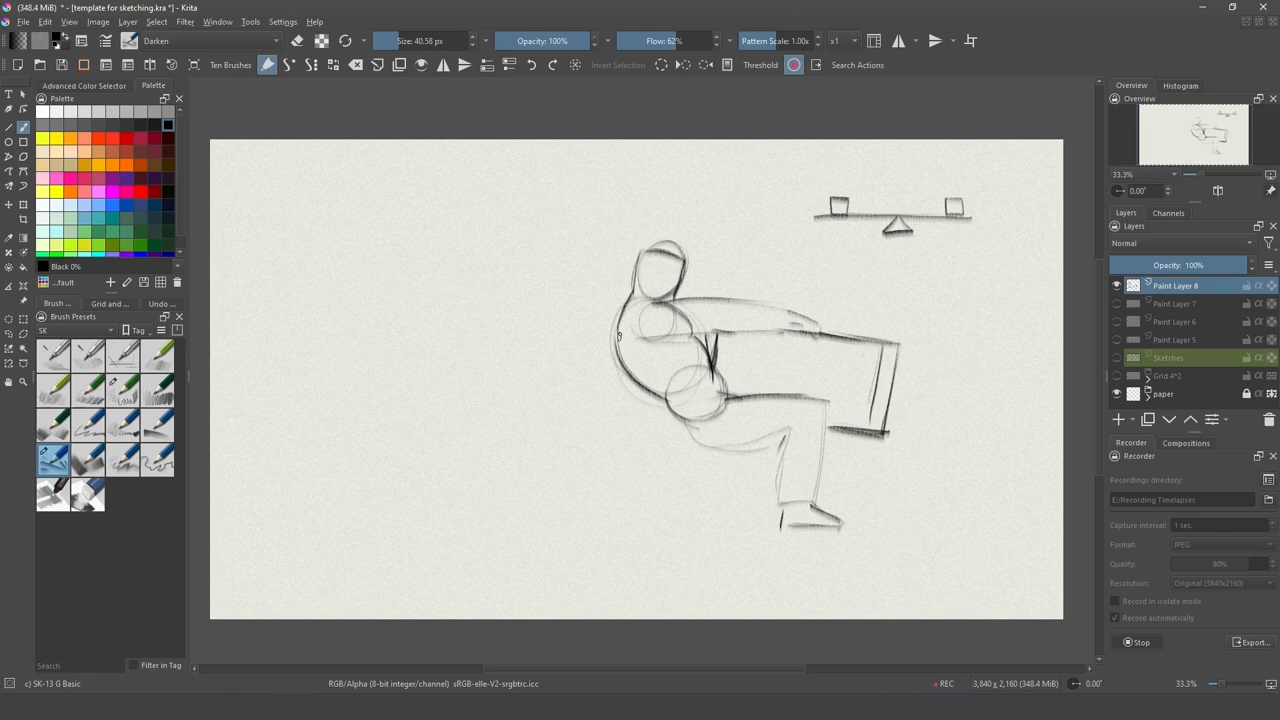 (348.4 MiB) * - [template for sketching.kra *] - Krita
File Edit View Image Layer Select Filter Window Tools Settings Help
Darken Size: 40.58 px Opacity: 100% Flow: 62% Pattern Scale: 1.00x x1
Ten Brushes Invert Selection Threshold Search Actions
Advanced Color Selector Palette
Palette
Black 0%
...fault
Brush ... Grid and ... Undo ...
Brush Presets
SK Tag
Search Filter in Tag
c) SK-13 G Basic RGB/Alpha (8-bit integer/channel) sRGB-elle-V2-srgbtrc.icc REC 3,840 x 2,160 (348.4 MiB) 0.00° 33.3%
Overview Histogram
Overview
33.3%
0.00°
Layers Channels
Layers
Normal
Opacity: 100%
Paint Layer 8
Paint Layer 7
Paint Layer 6
Paint Layer 5
Sketches
Grid 4*2
paper
Recorder Compositions
Recorder
Recordings directory:
E:/Recording Timelapses
Capture interval: 1 sec.
Format: JPEG
Quality: 80%
Resolution: Original (3840x2160)
Record in isolate mode
Record automatically
Stop Export...